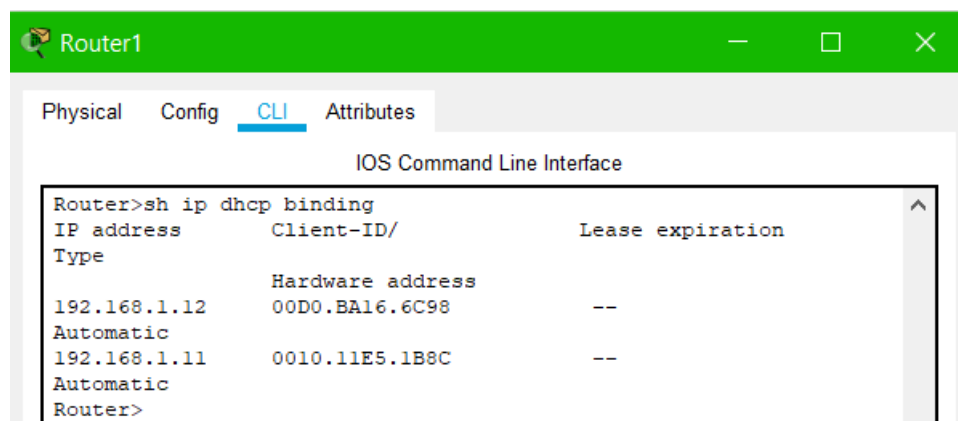 Router1
Physical Config CLI Attributes
IOS Command Line Interface
Router>sh ip dhcp binding
IP address Client-ID/ Lease expiration
Type
Hardware address
192.168.1.12 00D0.BA16.6C98 --
Automatic
192.168.1.11 0010.11E5.1B8C --
Automatic
Router>